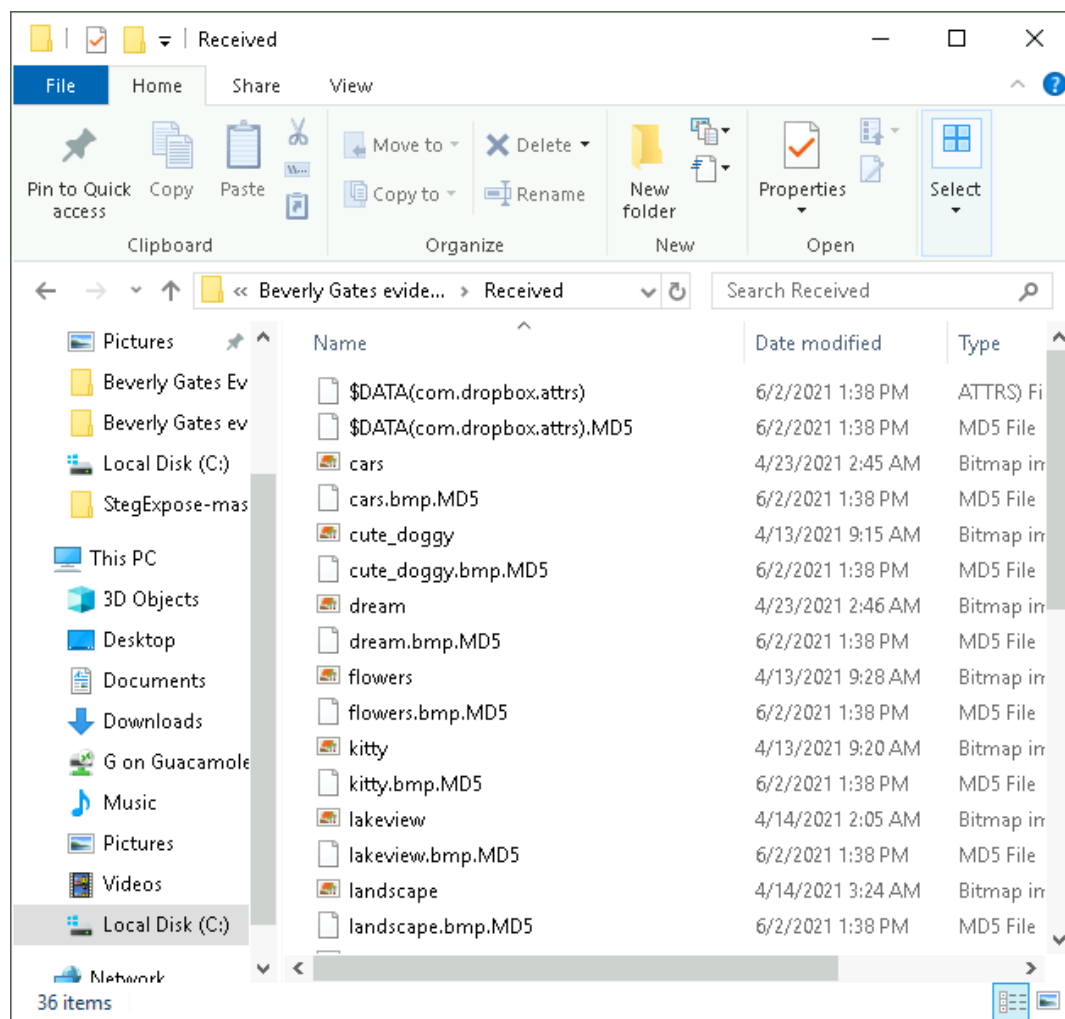 Received
File Home Share View
Pin to Quick access
Copy
Paste
Move to
Copy to
Delete
Rename
New folder
Properties
Select
Clipboard Organize New Open
« Beverly Gates evide... > Received
Search Received
Pictures
Beverly Gates Ev
Beverly Gates ev
Local Disk (C:)
StegExpose-mas
This PC
3D Objects
Desktop
Documents
Downloads
G on Guacamole
Music
Pictures
Videos
Local Disk (C:)
Network
Name Date modified Type
$DATA(com.dropbox.attrs) 6/2/2021 1:38 PM ATTRS) Fi
$DATA(com.dropbox.attrs).MD5 6/2/2021 1:38 PM MD5 File
cars 4/23/2021 2:45 AM Bitmap im
cars.bmp.MD5 6/2/2021 1:38 PM MD5 File
cute_doggy 4/13/2021 9:15 AM Bitmap im
cute_doggy.bmp.MD5 6/2/2021 1:38 PM MD5 File
dream 4/23/2021 2:46 AM Bitmap im
dream.bmp.MD5 6/2/2021 1:38 PM MD5 File
flowers 4/13/2021 9:28 AM Bitmap im
flowers.bmp.MD5 6/2/2021 1:38 PM MD5 File
kitty 4/13/2021 9:20 AM Bitmap im
kitty.bmp.MD5 6/2/2021 1:38 PM MD5 File
lakeview 4/14/2021 2:05 AM Bitmap im
lakeview.bmp.MD5 6/2/2021 1:38 PM MD5 File
landscape 4/14/2021 3:24 AM Bitmap im
landscape.bmp.MD5 6/2/2021 1:38 PM MD5 File
36 items